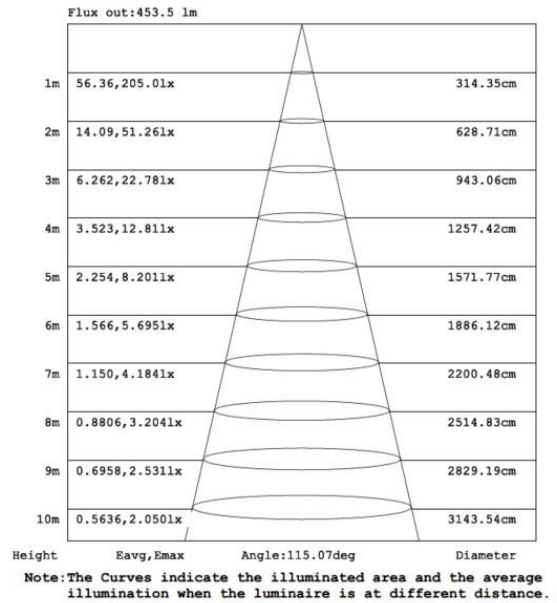 Flux out:453.5 lm
1m 56.36,205.0lx 314.35cm
2m 14.09,51.26lx 628.71cm
3m 6.262,22.78lx 943.06cm
4m 3.523,12.81lx 1257.42cm
5m 2.254,8.201lx 1571.77cm
6m 1.566,5.695lx 1886.12cm
7m 1.150,4.184lx 2200.48cm
8m 0.8806,3.204lx 2514.83cm
9m 0.6958,2.531lx 2829.19cm
10m 0.5636,2.050lx 3143.54cm
Height Eavg,Emax Angle:115.07deg Diameter
Note:The Curves indicate the illuminated area and the average
illumination when the luminaire is at different distance.